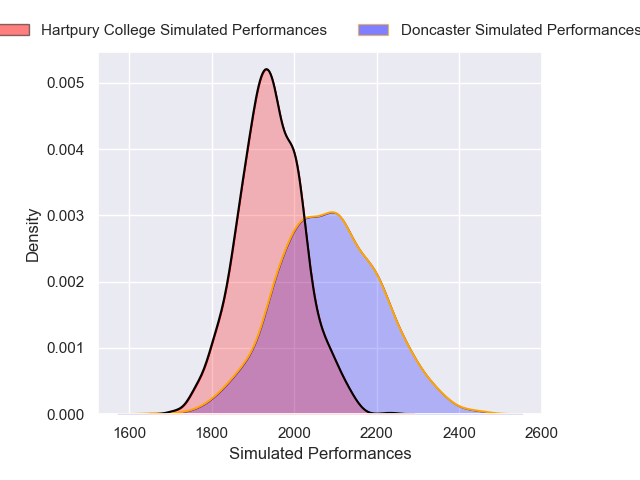 Hartpury College Simulated Performances
Doncaster Simulated Performances
0.005
0.004
0.003
0.002
0.001
0.000
Density
1600 1800 2000 2200 2400 2600
Simulated Performances